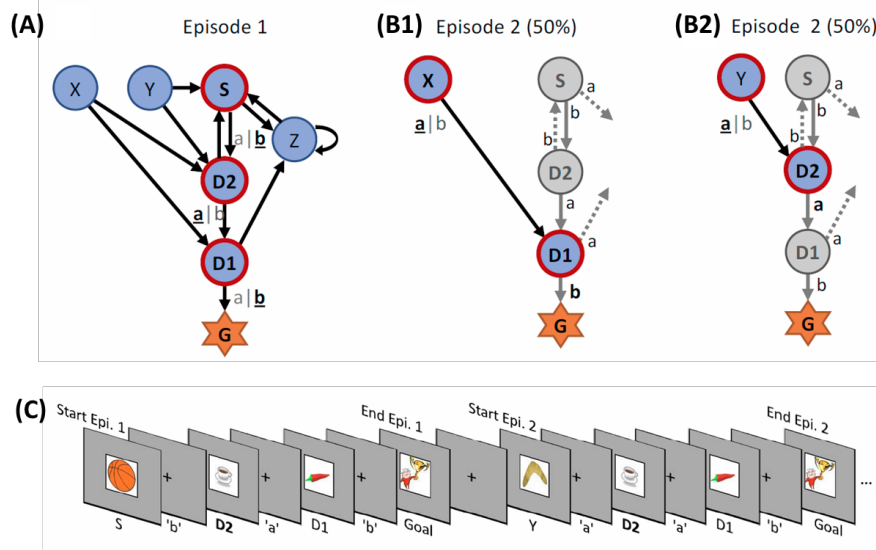 (A) Episode 1
X Y S
Z
a|b
D2
a|b
D1
a|b
G
(B1) Episode 2 (50%)
X S
a
b
a|b
b
D2
a
D1
a
b
G
(B2) Episode 2 (50%)
Y S
a
b
a|b
b
D2
a
D1
a
b
G
(C)
Start Epi. 1 End Epi. 1 Start Epi. 2 End Epi. 2
+ + + + + + + ...
S 'b' D2 'a' D1 'b' Goal Y 'a' D2 'a' D1 'b' Goal